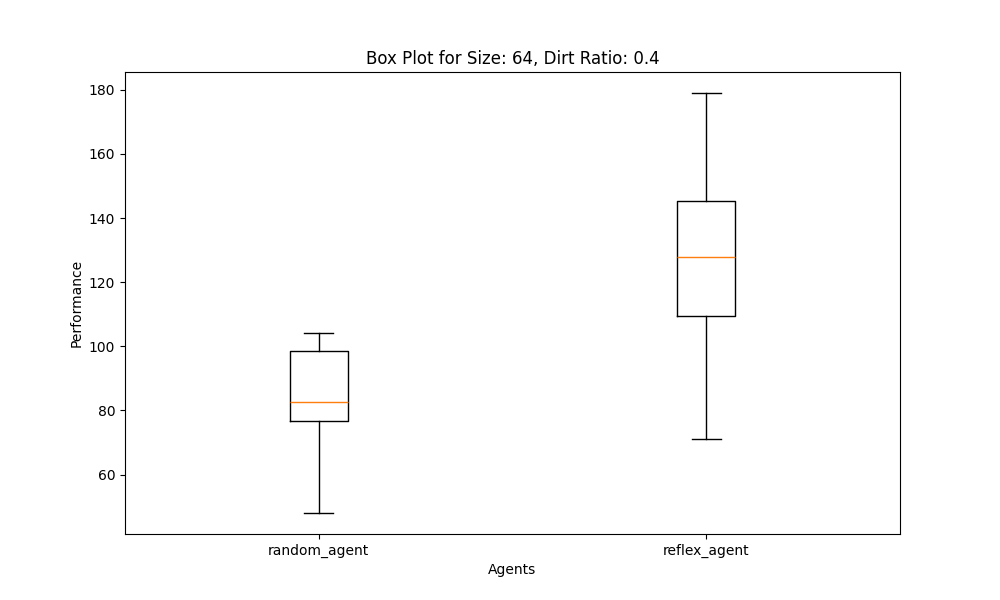 Box Plot for Size: 64, Dirt Ratio: 0.4
180
160
140
120
100
80
60
Performance
random_agent
reflex_agent
Agents